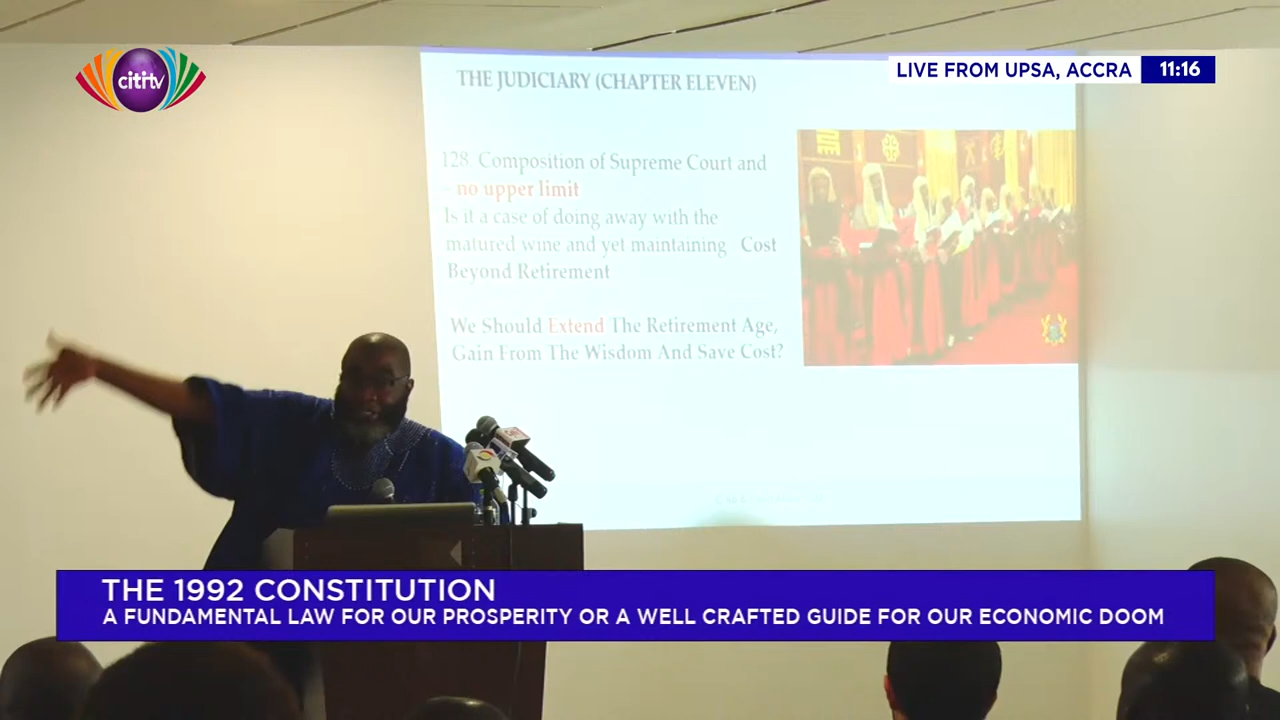 citi tv
LIVE FROM UPSA, ACCRA 11:16
THE JUDICIARY (CHAPTER ELEVEN)
128 Composition of Supreme Court and
– no upper limit
Is it a case of doing away with the
matured wine and yet maintaining Cost
Beyond Retirement
We Should Extend The Retirement Age,
Gain From The Wisdom And Save Cost?
THE 1992 CONSTITUTION
A FUNDAMENTAL LAW FOR OUR PROSPERITY OR A WELL CRAFTED GUIDE FOR OUR ECONOMIC DOOM